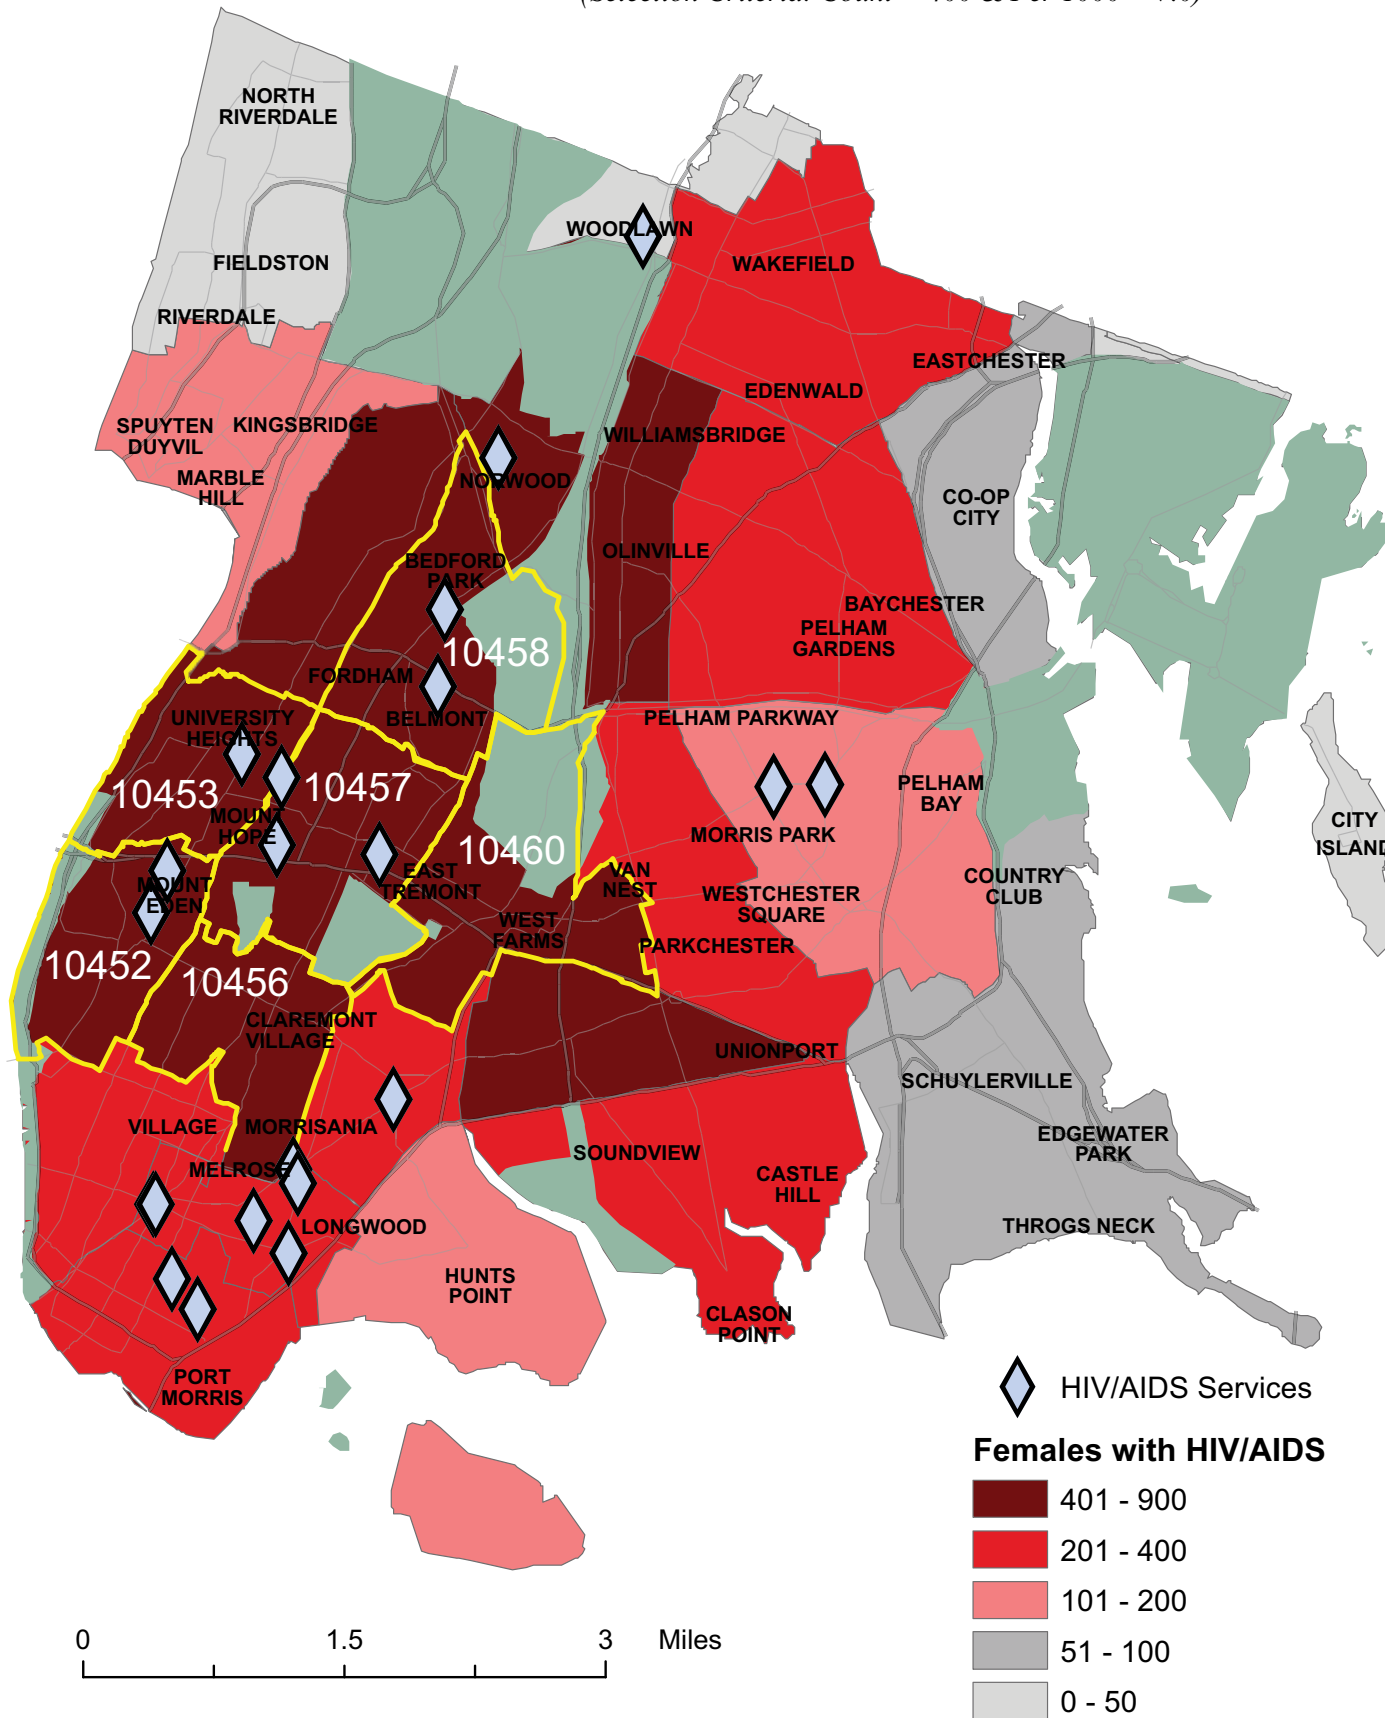 NORTH
RIVERDALE
WOODLAWN
FIELDSTON
WAKEFIELD
RIVERDALE
EASTCHESTER
EDENWALD
SPUYTEN
DUYVIL
KINGSBRIDGE
WILLIAMSBRIDGE
MARBLE
HILL
NORWOOD
CO-OP
CITY
OLINVILLE
BEDFORD
PARK
BAYCHESTER
PELHAM
GARDENS
10458
FORDHAM
BELMONT
UNIVERSITY
HEIGHTS
PELHAM PARKWAY
10453
10457
PELHAM
BAY
MOUNT
HOPE
CITY
ISLAND
MORRIS PARK
10460
EAST
TREMONT
VAN
NEST
COUNTRY
CLUB
MOUNT
EDEN
WESTCHESTER
SQUARE
WEST
FARMS
PARKCHESTER
10452
10456
CLAREMONT
VILLAGE
UNIONPORT
SCHUYLERVILLE
VILLAGE
MORRISANIA
EDGEWATER
PARK
SOUNDVIEW
MELROSE
CASTLE
HILL
LONGWOOD
THROGS NECK
HUNTS
POINT
CLASON
POINT
PORT
MORRIS
HIV/AIDS Services
Females with HIV/AIDS
401 - 900
201 - 400
101 - 200
51 - 100
0 - 50
0 1.5 3 Miles